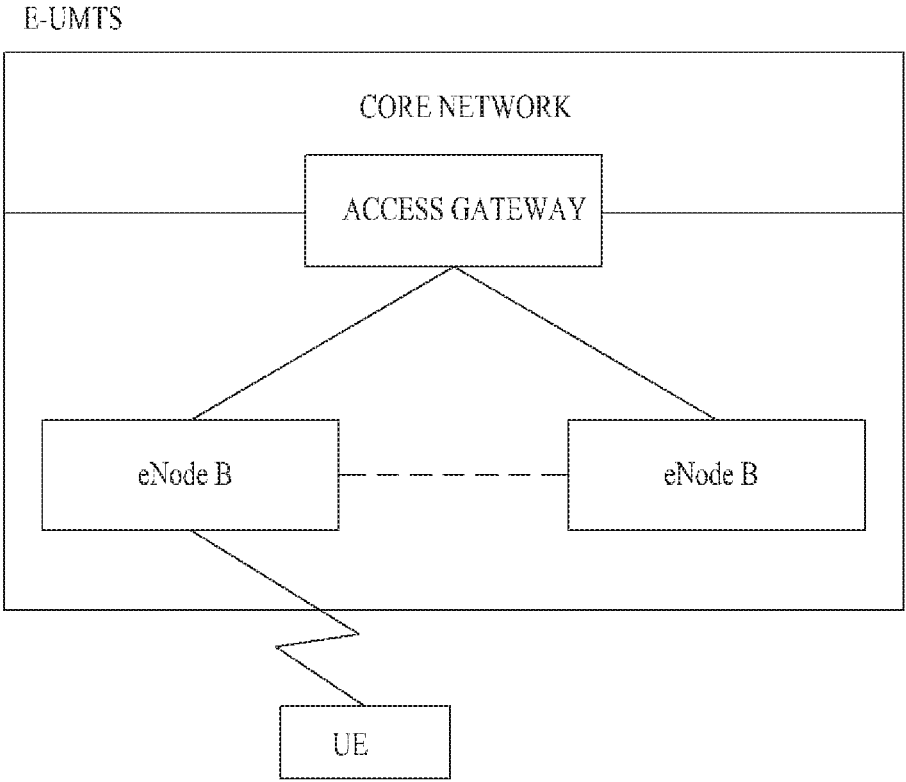 E-UMTS
CORE NETWORK
ACCESS GATEWAY
eNode B
eNode B
UE